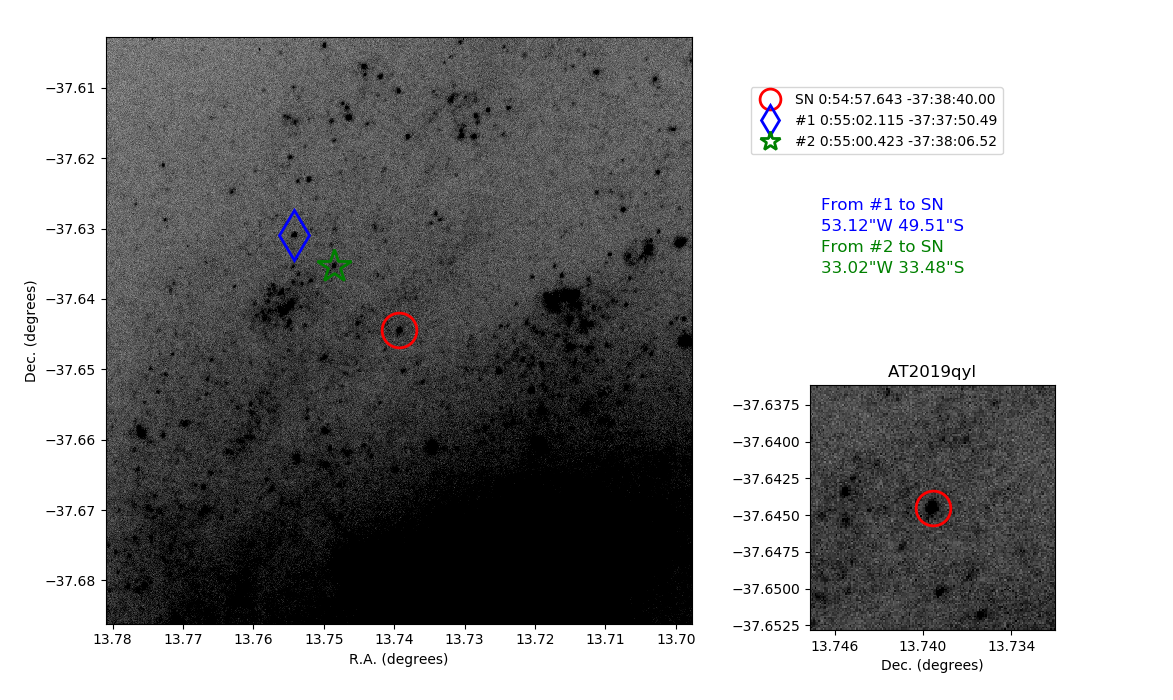 −37.61
−37.62
−37.63
−37.64
−37.65
−37.66
−37.67
−37.68
Dec. (degrees)
13.78 13.77 13.76 13.75 13.74 13.73 13.72 13.71 13.70
R.A. (degrees)
SN 0:54:57.643 -37:38:40.00
#1 0:55:02.115 -37:37:50.49
#2 0:55:00.423 -37:38:06.52
From #1 to SN
53.12"W 49.51"S
From #2 to SN
33.02"W 33.48"S
AT2019qyl
−37.6375
−37.6400
−37.6425
−37.6450
−37.6475
−37.6500
−37.6525
13.746 13.740 13.734
Dec. (degrees)